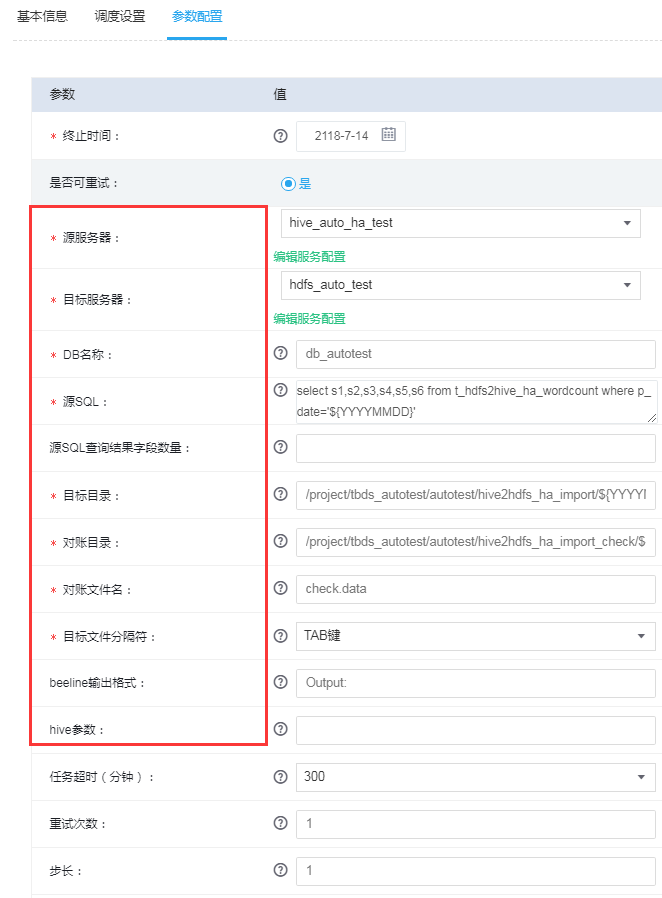 基本信息 调度设置 参数配置
参数 值
* 终止时间： 2118-7-14
是否可重试： 是
* 源服务器： hive_auto_ha_test
编辑服务配置
* 目标服务器： hdfs_auto_test
编辑服务配置
* DB名称： db_autotest
* 源SQL： select s1,s2,s3,s4,s5,s6 from t_hdfs2hive_ha_wordcount where p_
date='${YYYYMMDD}'
源SQL查询结果字段数量：
* 目标目录： /project/tbds_autotest/autotest/hive2hdfs_ha_import/${YYYY
* 对账目录： /project/tbds_autotest/autotest/hive2hdfs_ha_import_check/$
* 对账文件名： check.data
* 目标文件分隔符： TAB键
beeline输出格式： Output:
hive参数：
任务超时（分钟）： 300
重试次数： 1
步长： 1